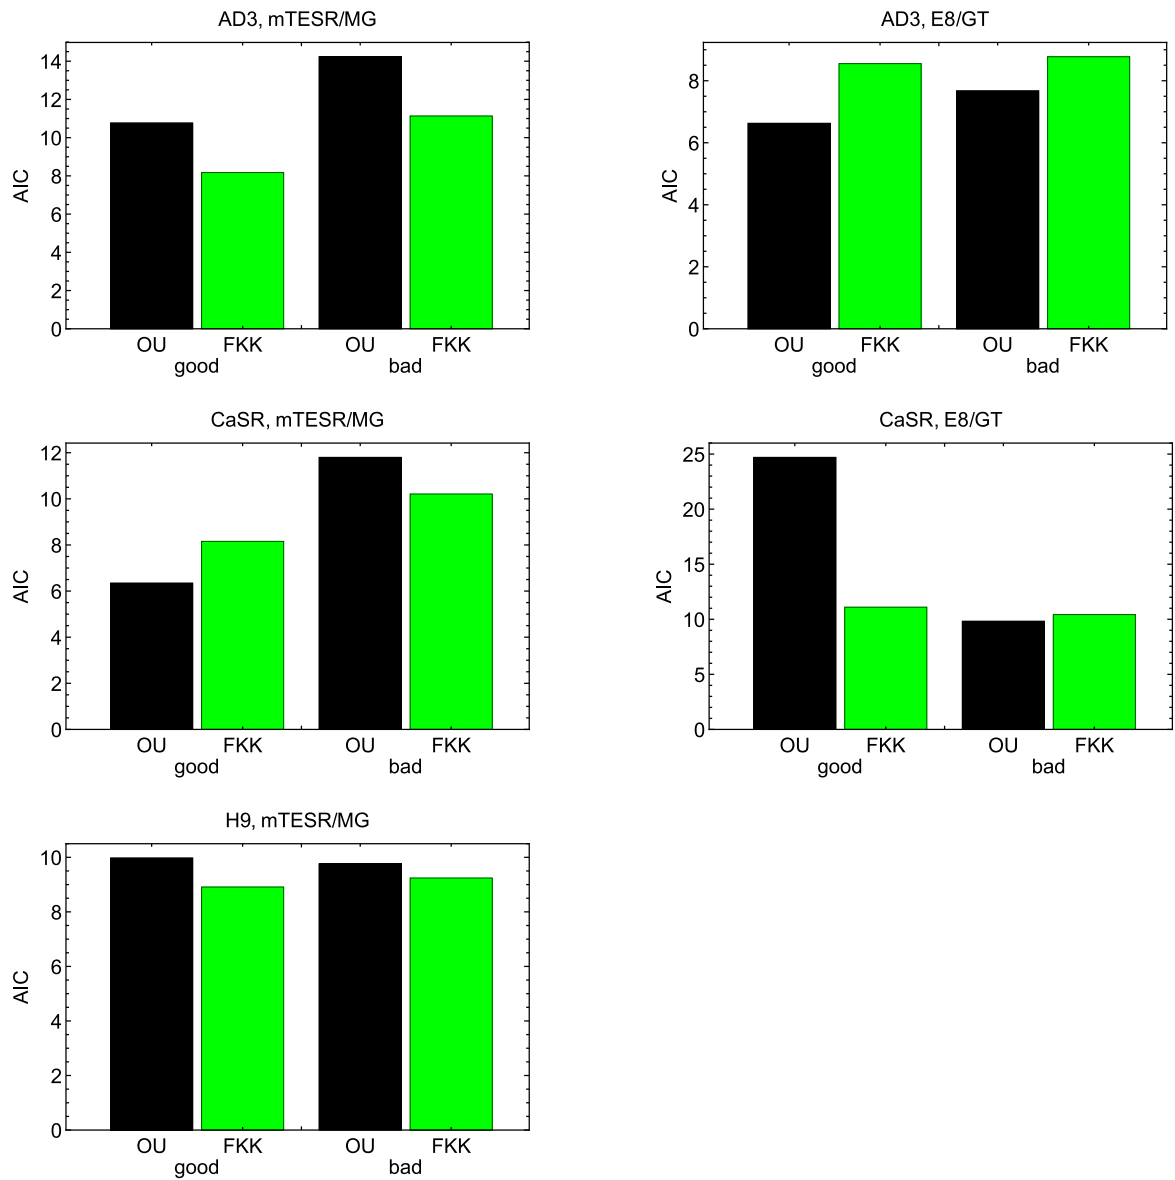 AD3, mTESR/MG
14
12
10
8
6
4
2
0
AIC
OU FKK OU FKK
good bad
AD3, E8/GT
8
6
4
2
0
AIC
OU FKK OU FKK
good bad
CaSR, mTESR/MG
12
10
8
6
4
2
0
AIC
OU FKK OU FKK
good bad
CaSR, E8/GT
25
20
15
10
5
0
AIC
OU FKK OU FKK
good bad
H9, mTESR/MG
10
8
6
4
2
0
AIC
OU FKK OU FKK
good bad